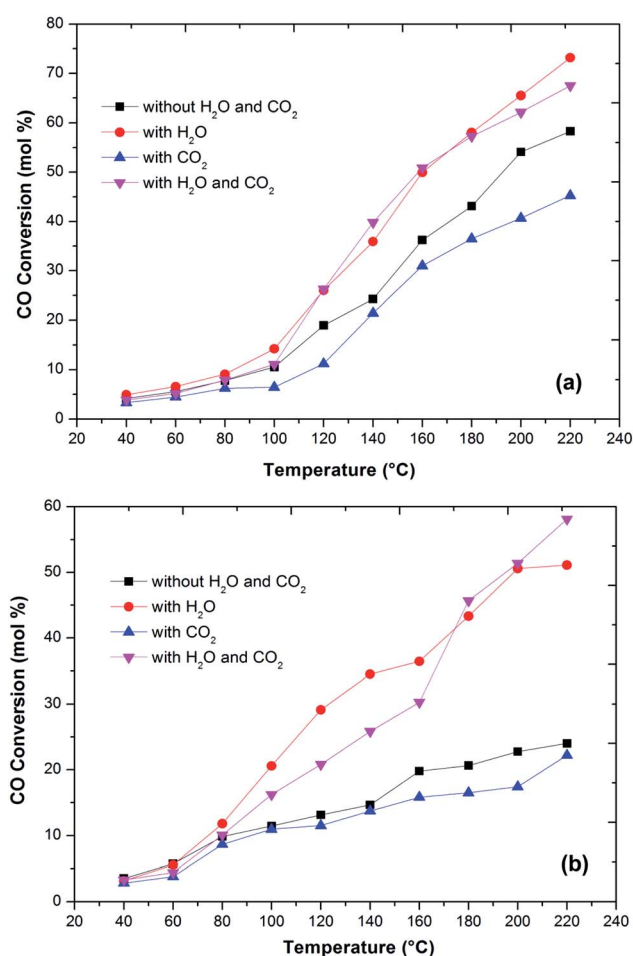 80
70
60
50
40
30
20
10
0
CO Conversion (mol %)
without H₂O and CO₂
with H₂O
with CO₂
with H₂O and CO₂
(a)
20 40 60 80 100 120 140 160 180 200 220 240
Temperature (°C)
60
50
40
30
20
10
0
CO Conversion (mol %)
without H₂O and CO₂
with H₂O
with CO₂
with H₂O and CO₂
(b)
20 40 60 80 100 120 140 160 180 200 220 240
Temperature (°C)